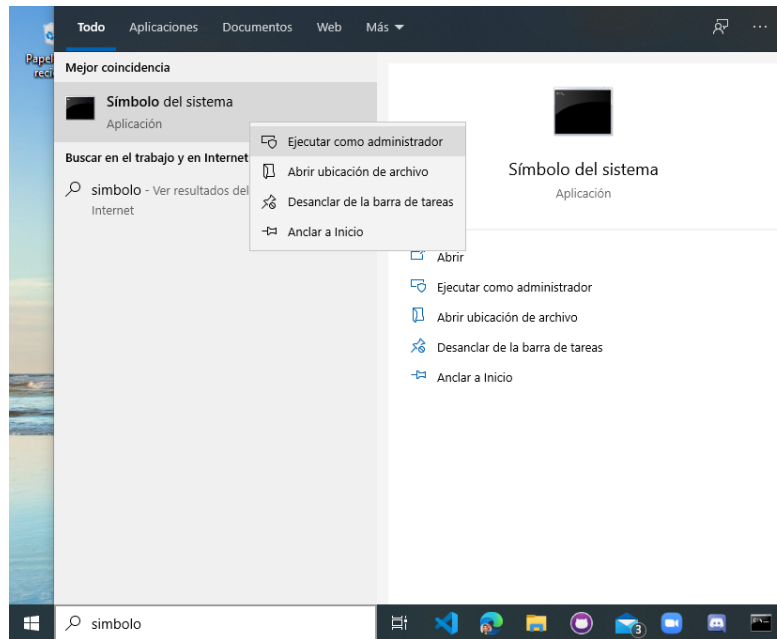 Todo Aplicaciones Documentos Web Más
Papel
reci
Mejor coincidencia
Símbolo del sistema
Aplicación
Ejecutar como administrador
Abrir ubicación de archivo
Desanclar de la barra de tareas
Anclar a Inicio
Buscar en el trabajo y en Internet
simbolo - Ver resultados del
Internet
Símbolo del sistema
Aplicación
Abrir
Ejecutar como administrador
Abrir ubicación de archivo
Desanclar de la barra de tareas
Anclar a Inicio
simbolo
3